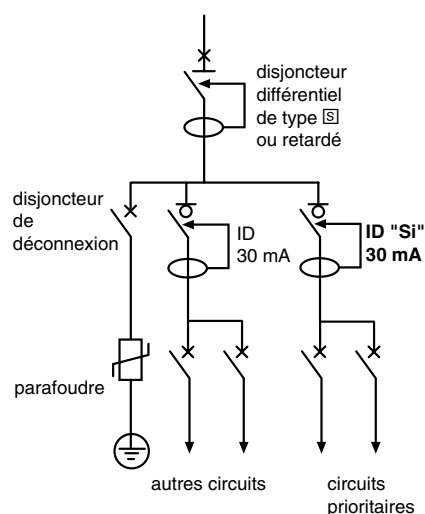 disjoncteur
différentiel
de type S
ou retardé
disjoncteur
de
déconnexion
ID
30 mA
ID "Si"
30 mA
parafoudre
autres circuits
circuits
prioritaires